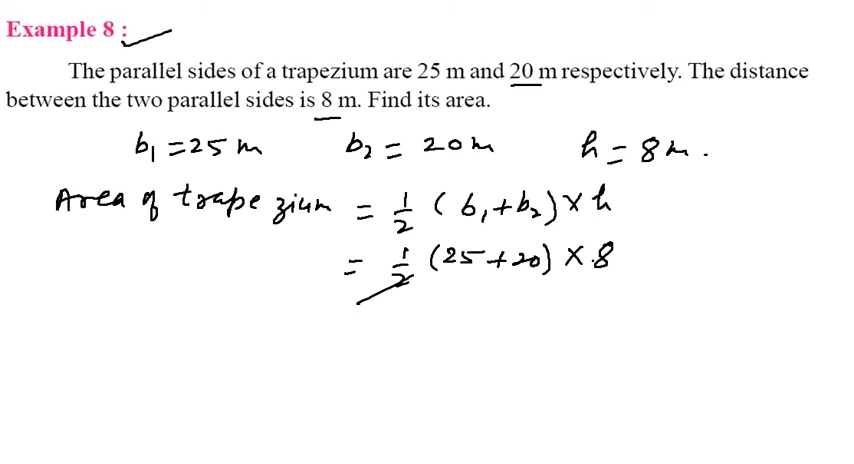 Example 8 :
The parallel sides of a trapezium are 25 m and 20 m respectively. The distance
between the two parallel sides is 8 m. Find its area.
b₁ = 25 m b₂ = 20 m h = 8 m.
Area of trapezium = 1/2 (b₁ + b₂) × h
= 1/2 (25 + 20) × 8